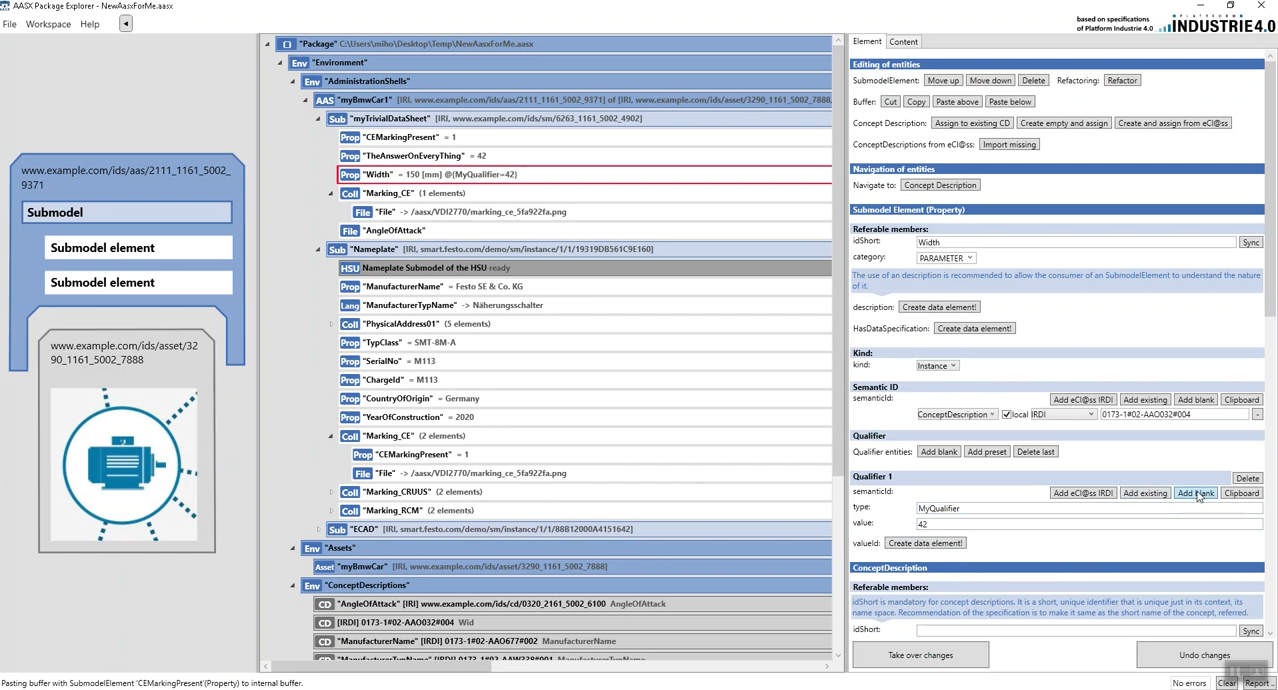 AASX Package Explorer - NewAasxForMe.aasx
File Workspace Help
based on specifications
of Platform Industrie 4.0
PLATTFORM
INDUSTRIE4.0
www.example.com/ids/aas/2111_1161_5002_
9371
Submodel
Submodel element
Submodel element
www.example.com/ids/asset/32
90_1161_5002_7888
"Package" C:\Users\miho\Desktop\Temp\NewAasxForMe.aasx
Env "Environment"
Env "AdministrationShells"
AAS "myBmwCar1" [IRI, www.example.com/ids/aas/2111_1161_5002_9371] of [IRI, www.example.com/ids/asset/3290_1161_5002_7888,
Sub "myTrivialDataSheet" [IRI, www.example.com/ids/sm/6263_1161_5002_4902]
Prop "CEMarkingPresent" = 1
Prop "TheAnswerOnEveryThing" = 42
Prop "Width" = 150 [mm] @{MyQualifier=42}
Coll "Marking_CE" (1 elements)
File "File" -> /aasx/VDI2770/marking_ce_5fa922fa.png
File "AngleOfAttack"
Sub "Nameplate" [IRI, smart.festo.com/demo/sm/instance/1/1/19319DB561C9E160]
HSU Nameplate Submodel of the HSU ready
Prop "ManufacturerName" = Festo SE & Co. KG
Lang "ManufacturerTypName" -> Näherungsschalter
Coll "PhysicalAddress01" (5 elements)
Prop "TypClass" = SMT-8M-A
Prop "SerialNo" = M113
Prop "ChargeId" = M113
Prop "CountryOfOrigin" = Germany
Prop "YearOfConstruction" = 2020
Coll "Marking_CE" (2 elements)
Prop "CEMarkingPresent" = 1
File "File" -> /aasx/VDI2770/marking_ce_5fa922fa.png
Coll "Marking_CRUUS" (2 elements)
Coll "Marking_RCM" (2 elements)
Sub "ECAD" [IRI, smart.festo.com/demo/sm/instance/1/1/88B12000A4151642]
Env "Assets"
Asset "myBmwCar" [IRI, www.example.com/ids/asset/3290_1161_5002_7888]
Env "ConceptDescriptions"
CD "AngleOfAttack" [IRI] www.example.com/ids/cd/0320_2161_5002_6100 AngleOfAttack
CD [IRDI] 0173-1#02-AAO032#004 Wid
CD "ManufacturerName" [IRDI] 0173-1#02-AAO677#002 ManufacturerName
Element Content
Editing of entities
SubmodelElement: Move up Move down Delete Refactoring: Refactor
Buffer: Cut Copy Paste above Paste below
Concept Description: Assign to existing CD Create empty and assign Create and assign from eCl@ss
ConceptDescriptions from eCl@ss: Import missing
Navigation of entities
Navigate to: Concept Description
Submodel Element (Property)
Referable members:
idShort: Width Sync
category: PARAMETER
The use of an description is recommended to allow the consumer of an SubmodelElement to understand the nature
of it.
description: Create data element!
HasDataSpecification: Create data element!
Kind:
kind: Instance
Semantic ID
semanticId: Add eCl@ss IRDI Add existing Add blank Clipboard
ConceptDescription local IRDI 0173-1#02-AAO032#004 -
Qualifier
Qualifier entities: Add blank Add preset Delete last
Qualifier 1 Delete
semanticId: Add eCl@ss IRDI Add existing Add blank Clipboard
type: MyQualifier
value: 42
valueId: Create data element!
ConceptDescription
Referable members:
idShort is mandatory for concept descriptions. It is a short, unique identifier that is unique just in its context, its
name space. Recommendation of the specification is to make it same as the short name of the concept, referred.
idShort: Sync
Take over changes Undo changes
Pasting buffer with SubmodelElement 'CEMarkingPresent'(Property) to internal buffer.
No errors Clear Report..